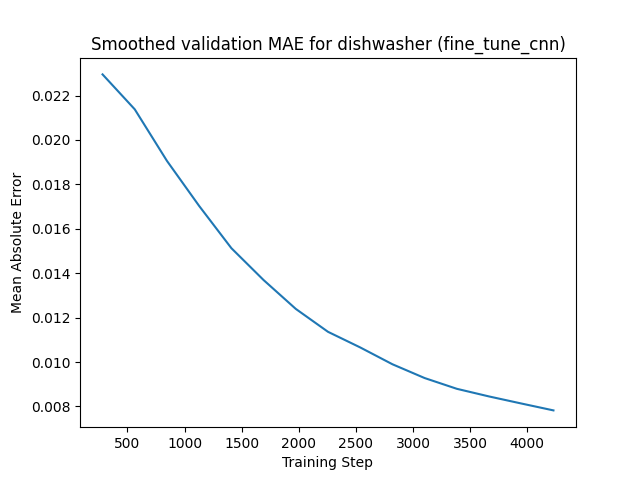 Smoothed validation MAE for dishwasher (fine_tune_cnn)
0.022
0.020
0.018
0.016
0.014
0.012
0.010
0.008
Mean Absolute Error
500 1000 1500 2000 2500 3000 3500 4000
Training Step